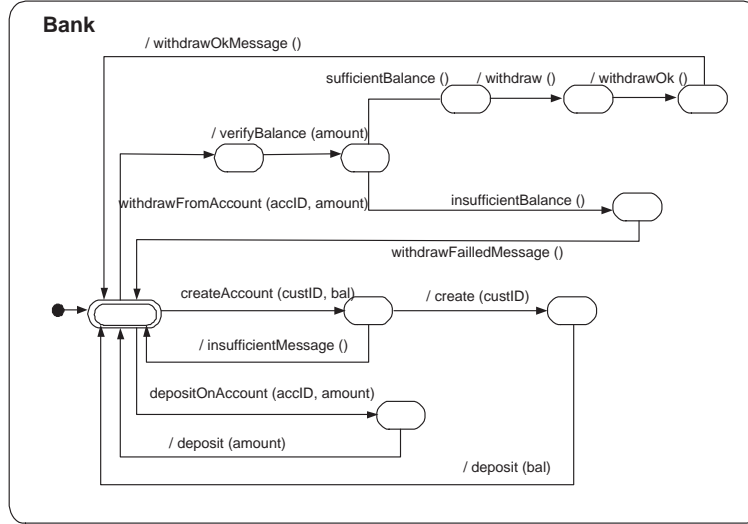 Bank
/ withdrawOkMessage ()
sufficientBalance ()
/ withdraw ()
/ withdrawOk ()
/ verifyBalance (amount)
withdrawFromAccount (accID, amount)
insufficientBalance ()
withdrawFailledMessage ()
createAccount (custID, bal)
/ create (custID)
/ insufficientMessage ()
depositOnAccount (accID, amount)
/ deposit (amount)
/ deposit (bal)